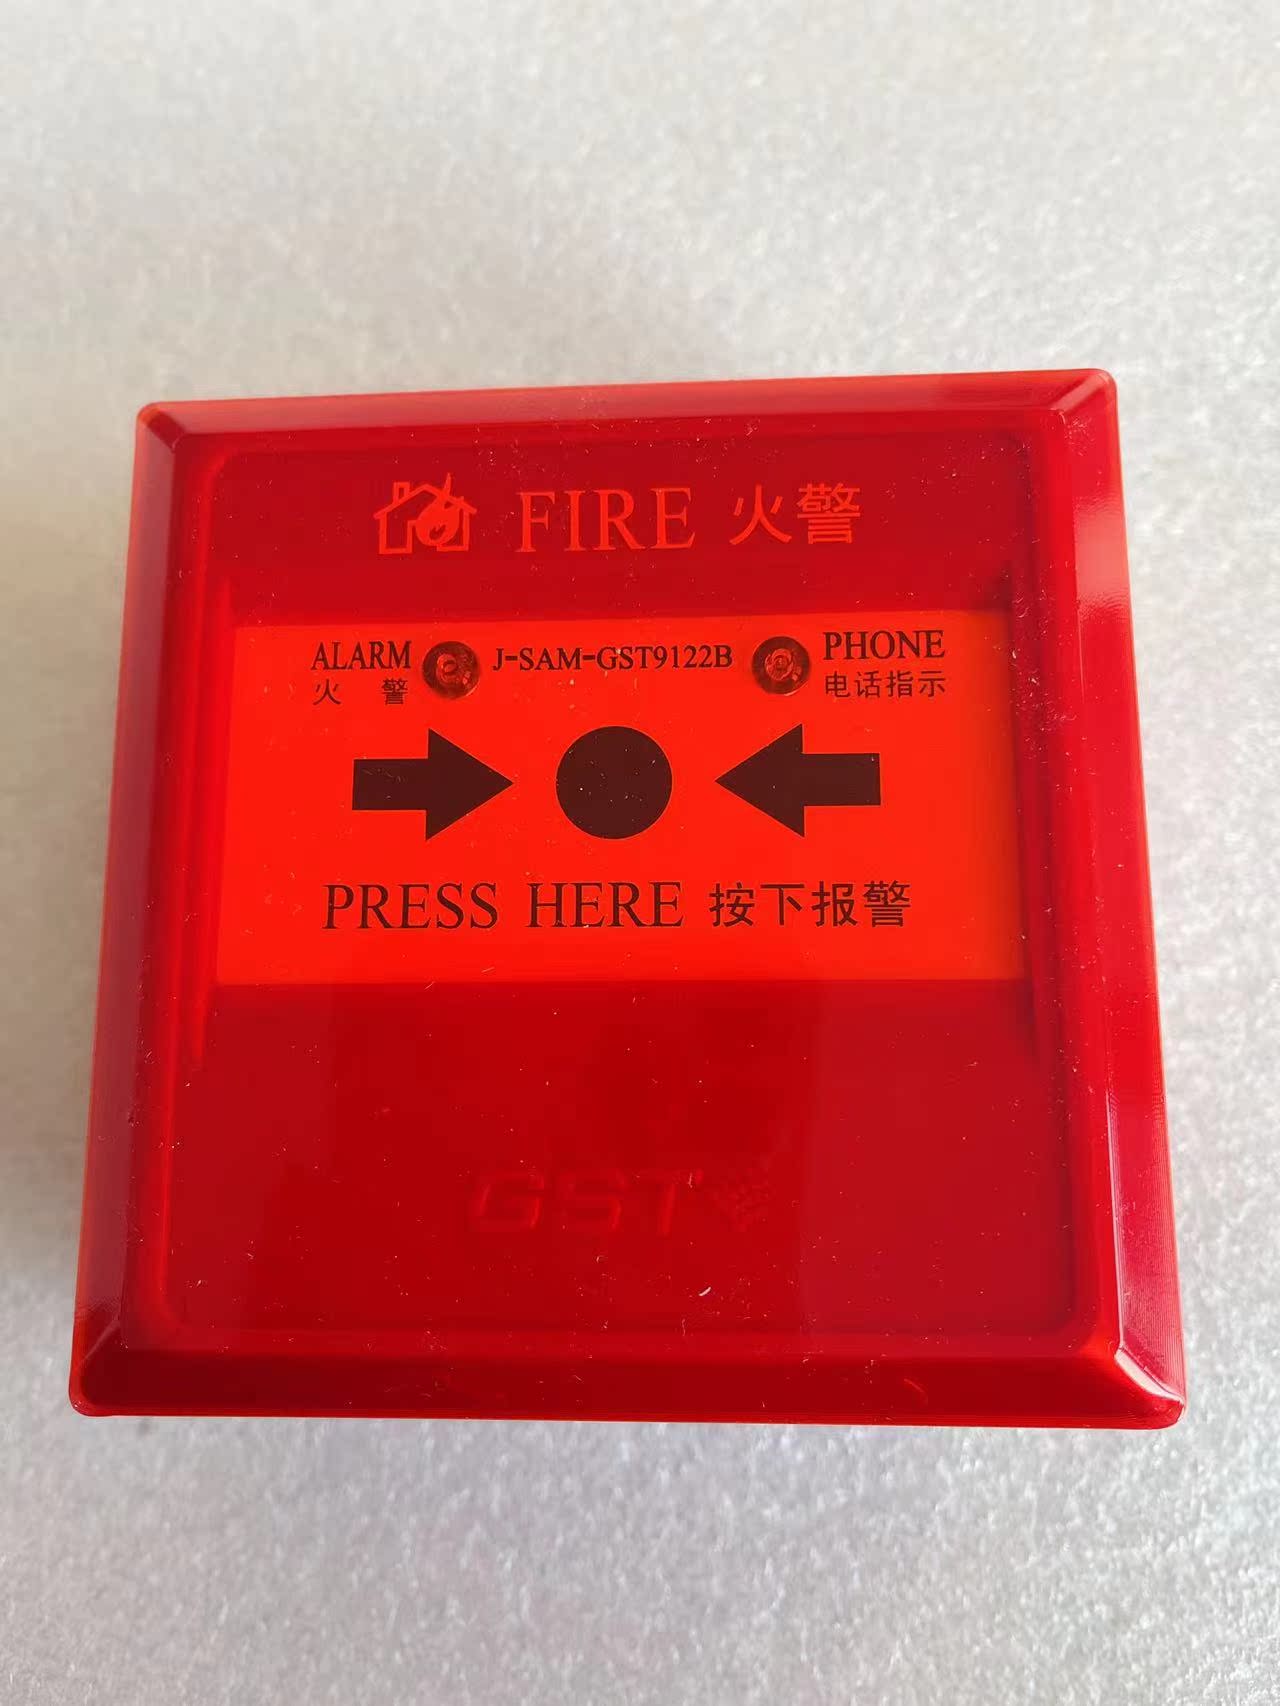 FIRE 火警
ALARM J-SAM-GST9122B PHONE
火 警 电话指示
PRESS HERE 按下报警
GST